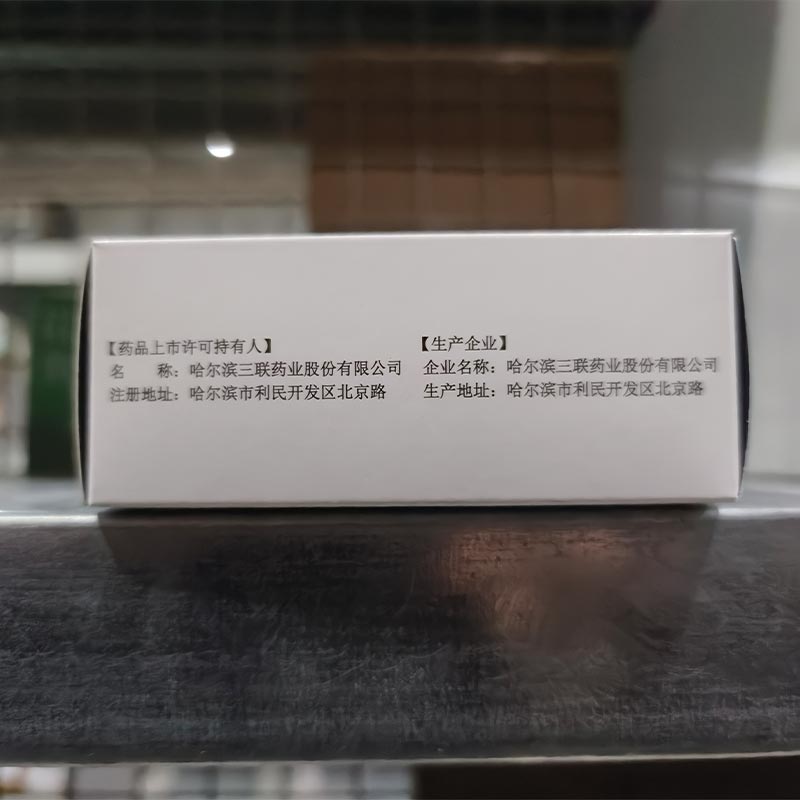 【药品上市许可持有人】
名　　称：哈尔滨三联药业股份有限公司
注册地址：哈尔滨市利民开发区北京路
【生产企业】
企业名称：哈尔滨三联药业股份有限公司
生产地址：哈尔滨市利民开发区北京路